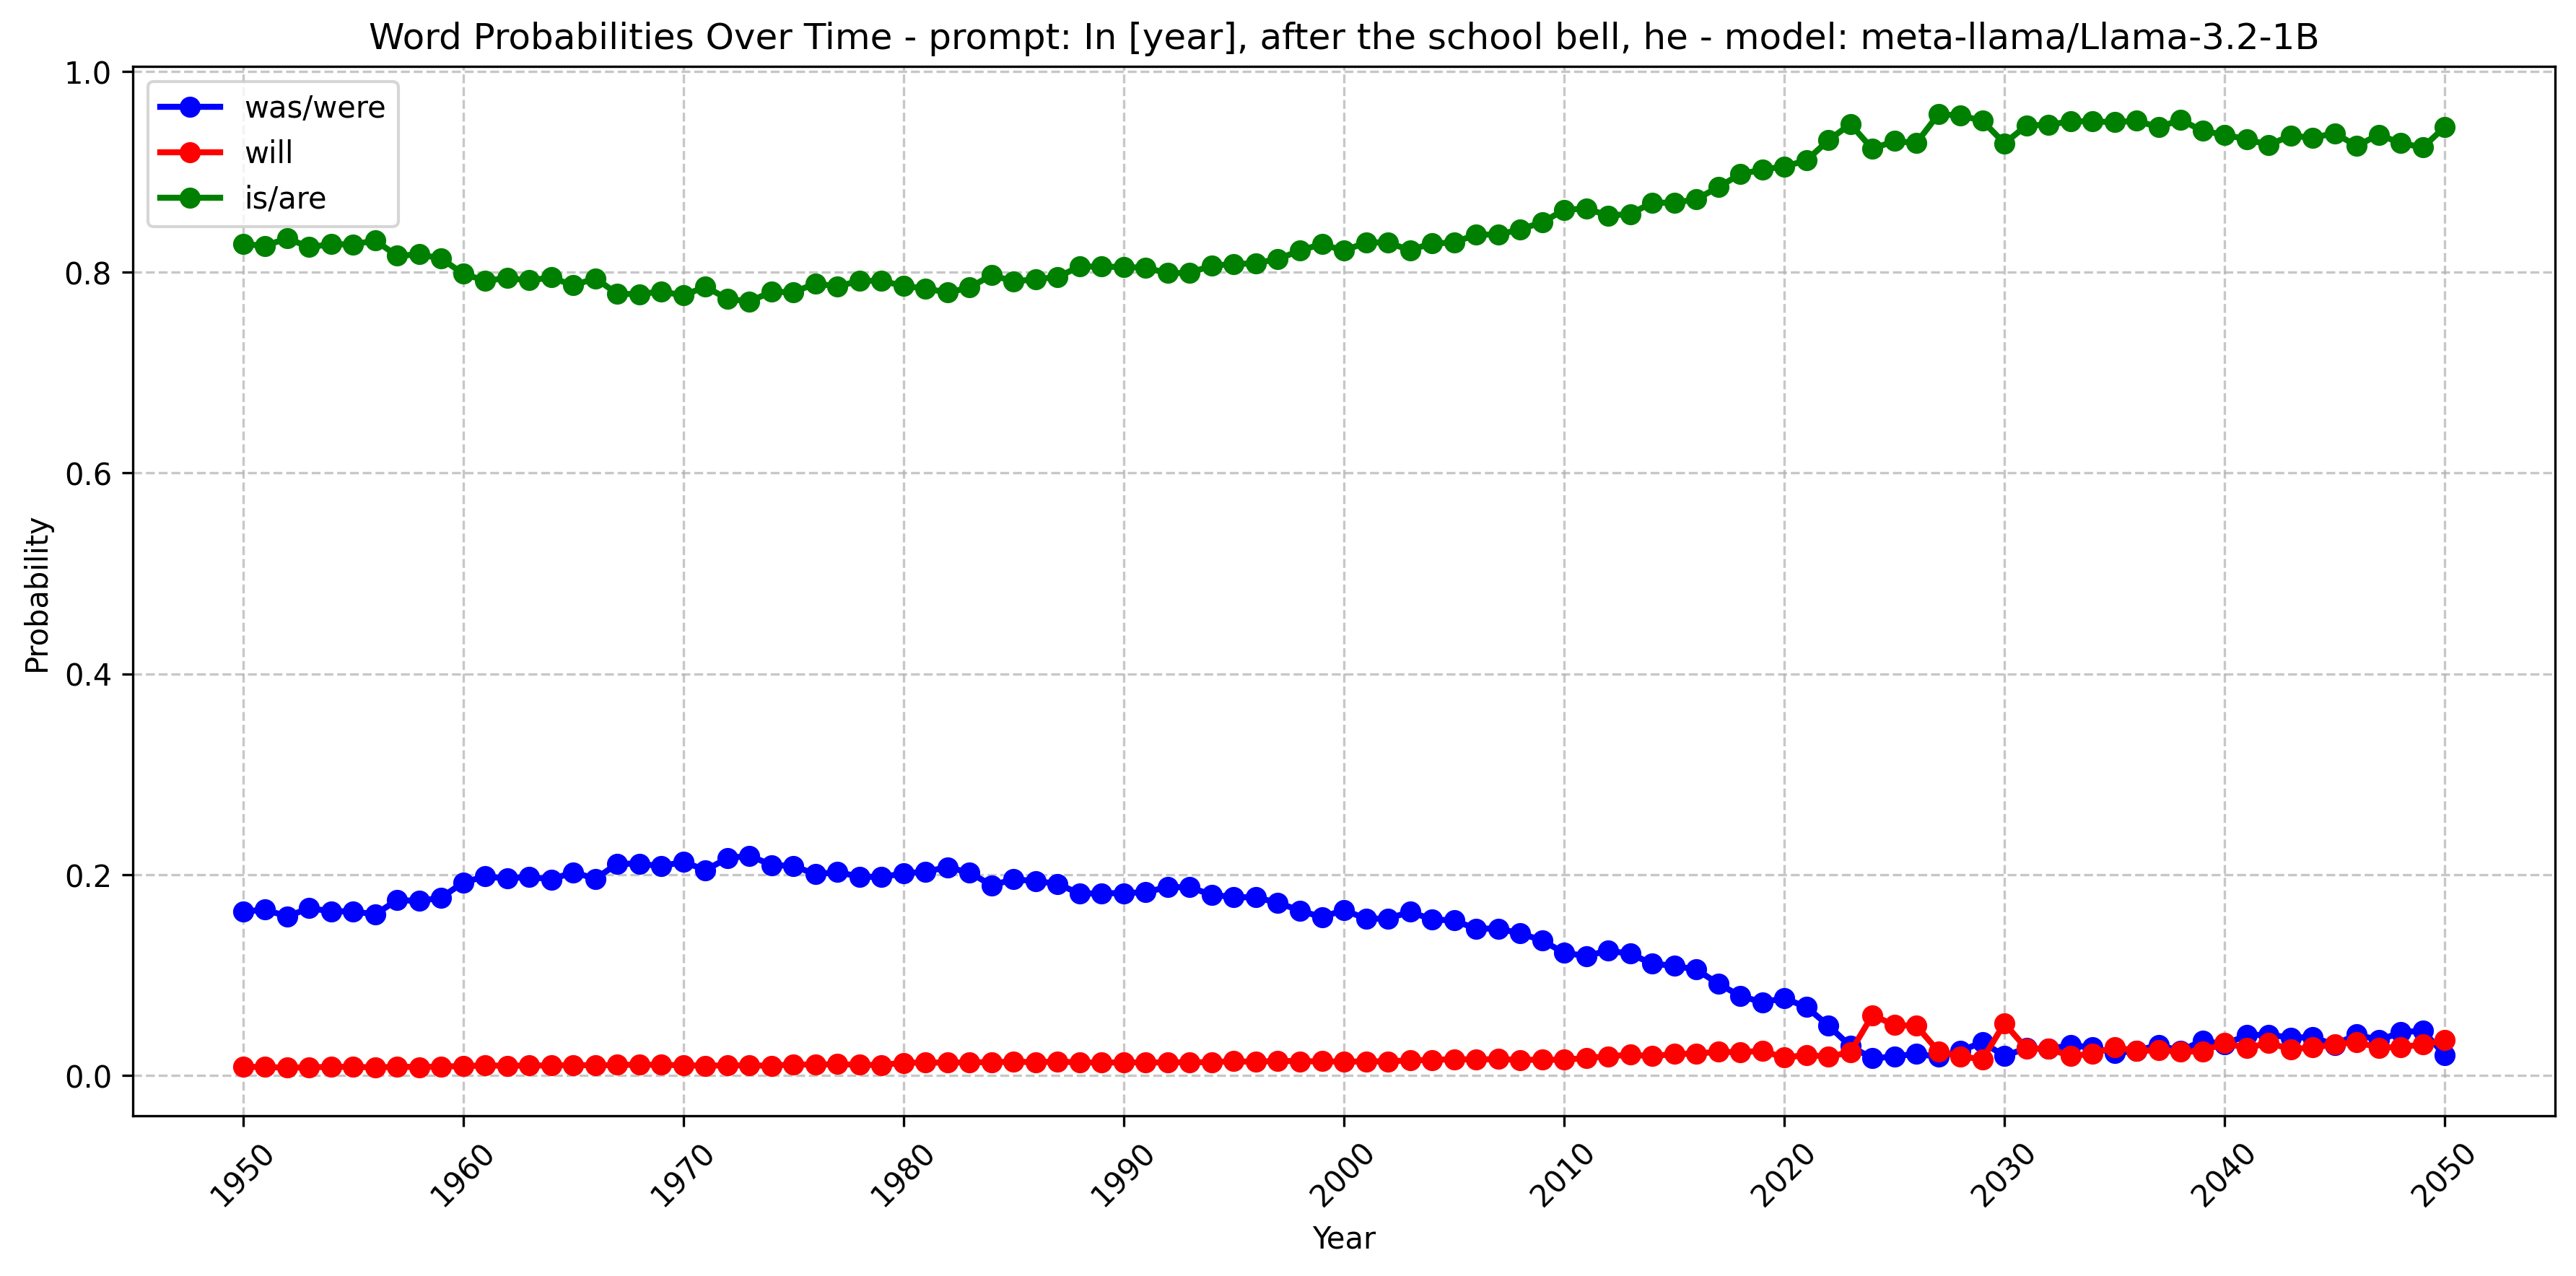 Word Probabilities Over Time - prompt: In [year], after the school bell, he - model: meta-llama/Llama-3.2-1B
was/were
will
is/are
1.0
0.8
0.6
0.4
0.2
0.0
Probability
1950
1960
1970
1980
1990
2000
2010
2020
2030
2040
2050
Year